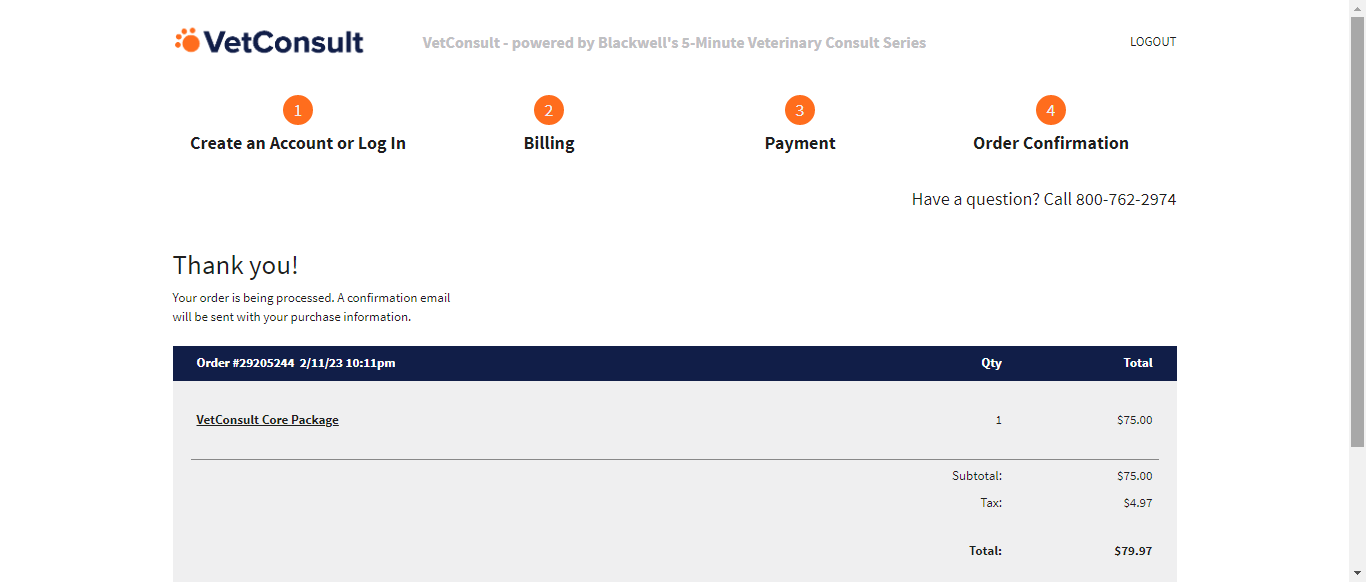 VetConsult
VetConsult - powered by Blackwell's 5-Minute Veterinary Consult Series
LOGOUT
1
2
3
4
Create an Account or Log In
Billing
Payment
Order Confirmation
Have a question? Call 800-762-2974
Thank you!
Your order is being processed. A confirmation email
will be sent with your purchase information.
Order #29205244 2/11/23 10:11pm Qty Total
VetConsult Core Package 1 $75.00
Subtotal: $75.00
Tax: $4.97
Total: $79.97